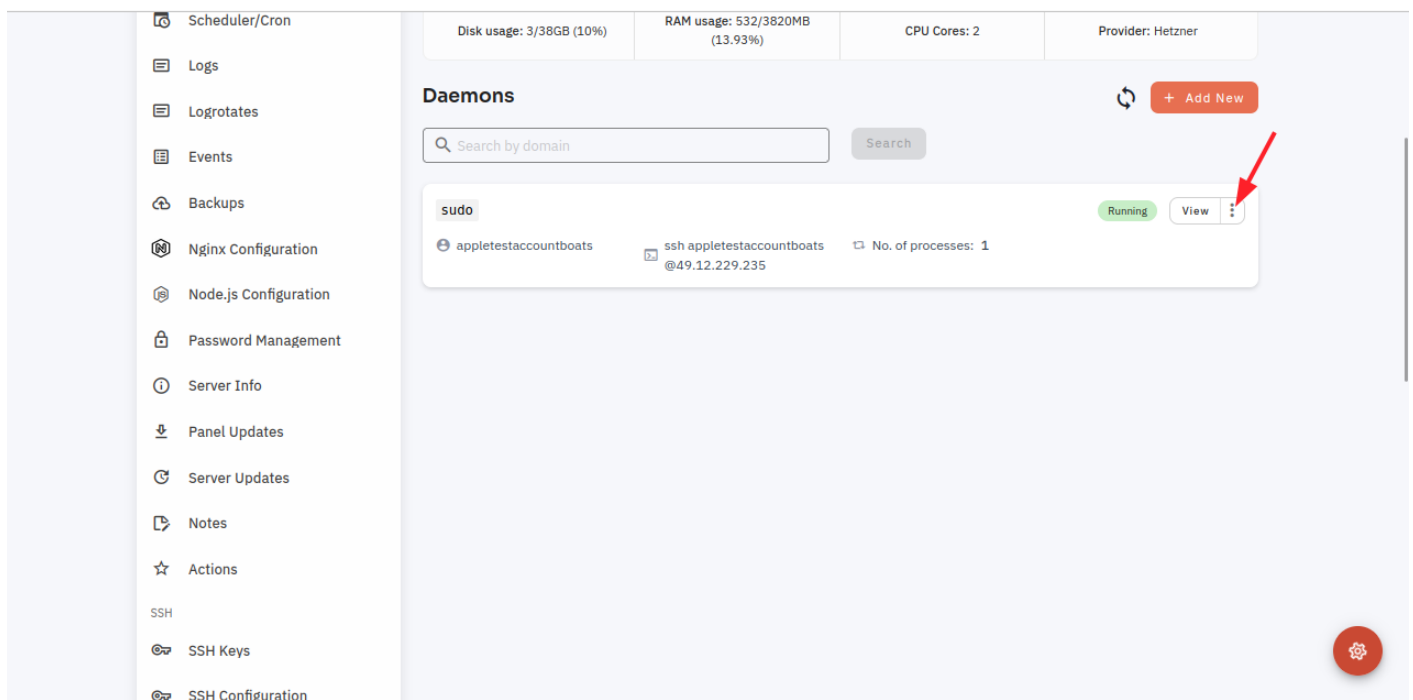 Scheduler/Cron
Logs
Logrotates
Events
Backups
Nginx Configuration
Node.js Configuration
Password Management
Server Info
Panel Updates
Server Updates
Notes
Actions
SSH
SSH Keys
SSH Configuration
Disk usage: 3/38GB (10%)
RAM usage: 532/3820MB
(13.93%)
CPU Cores: 2
Provider: Hetzner
Daemons
+ Add New
Search by domain
Search
sudo
Running
View
appletestaccountboats
ssh appletestaccountboats
@49.12.229.235
No. of processes: 1